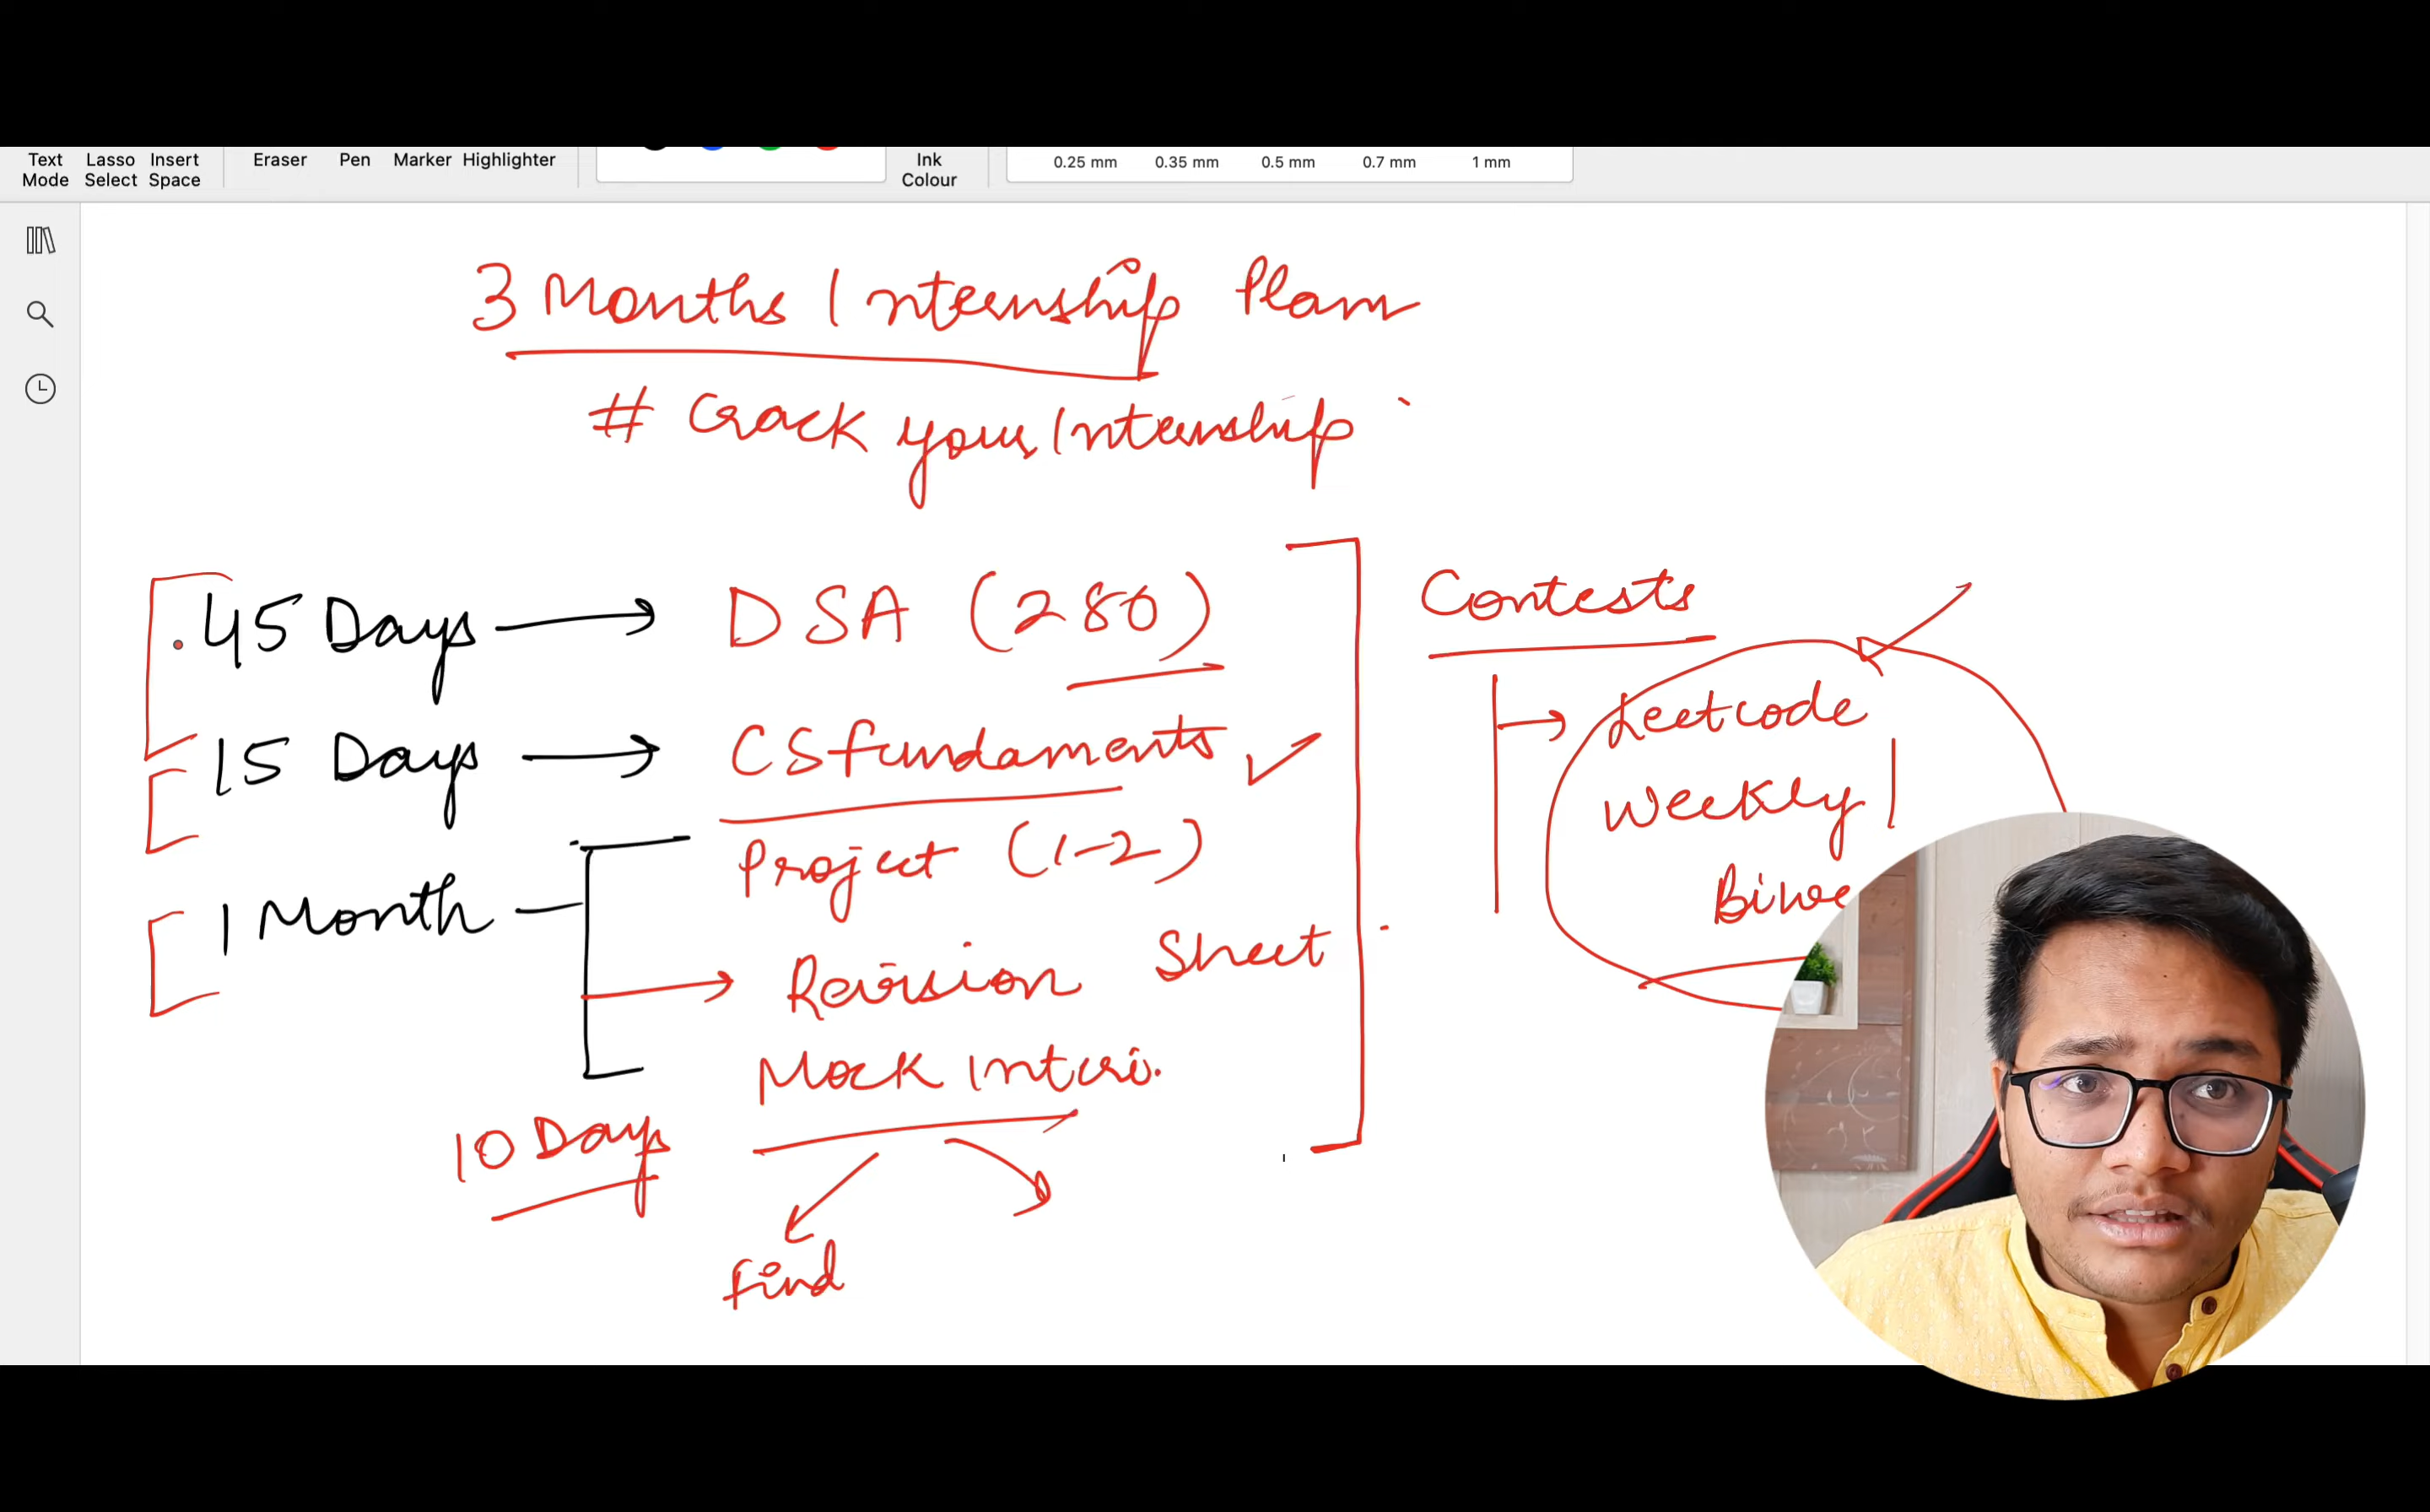 Text Mode
Lasso Select
Insert Space
Eraser
Pen
Marker
Highlighter
Ink Colour
0.25 mm
0.35 mm
0.5 mm
0.7 mm
1 mm
3 Months Internship Plan
# Crack your Internship
45 Days → DSA (280)
15 Days → CS fundaments ✓
1 Month
Project (1-2)
→ Revision Sheet
Mock Intervi.
10 Days
Find
Contests
→ Leetcode
Weekly |
Biwe